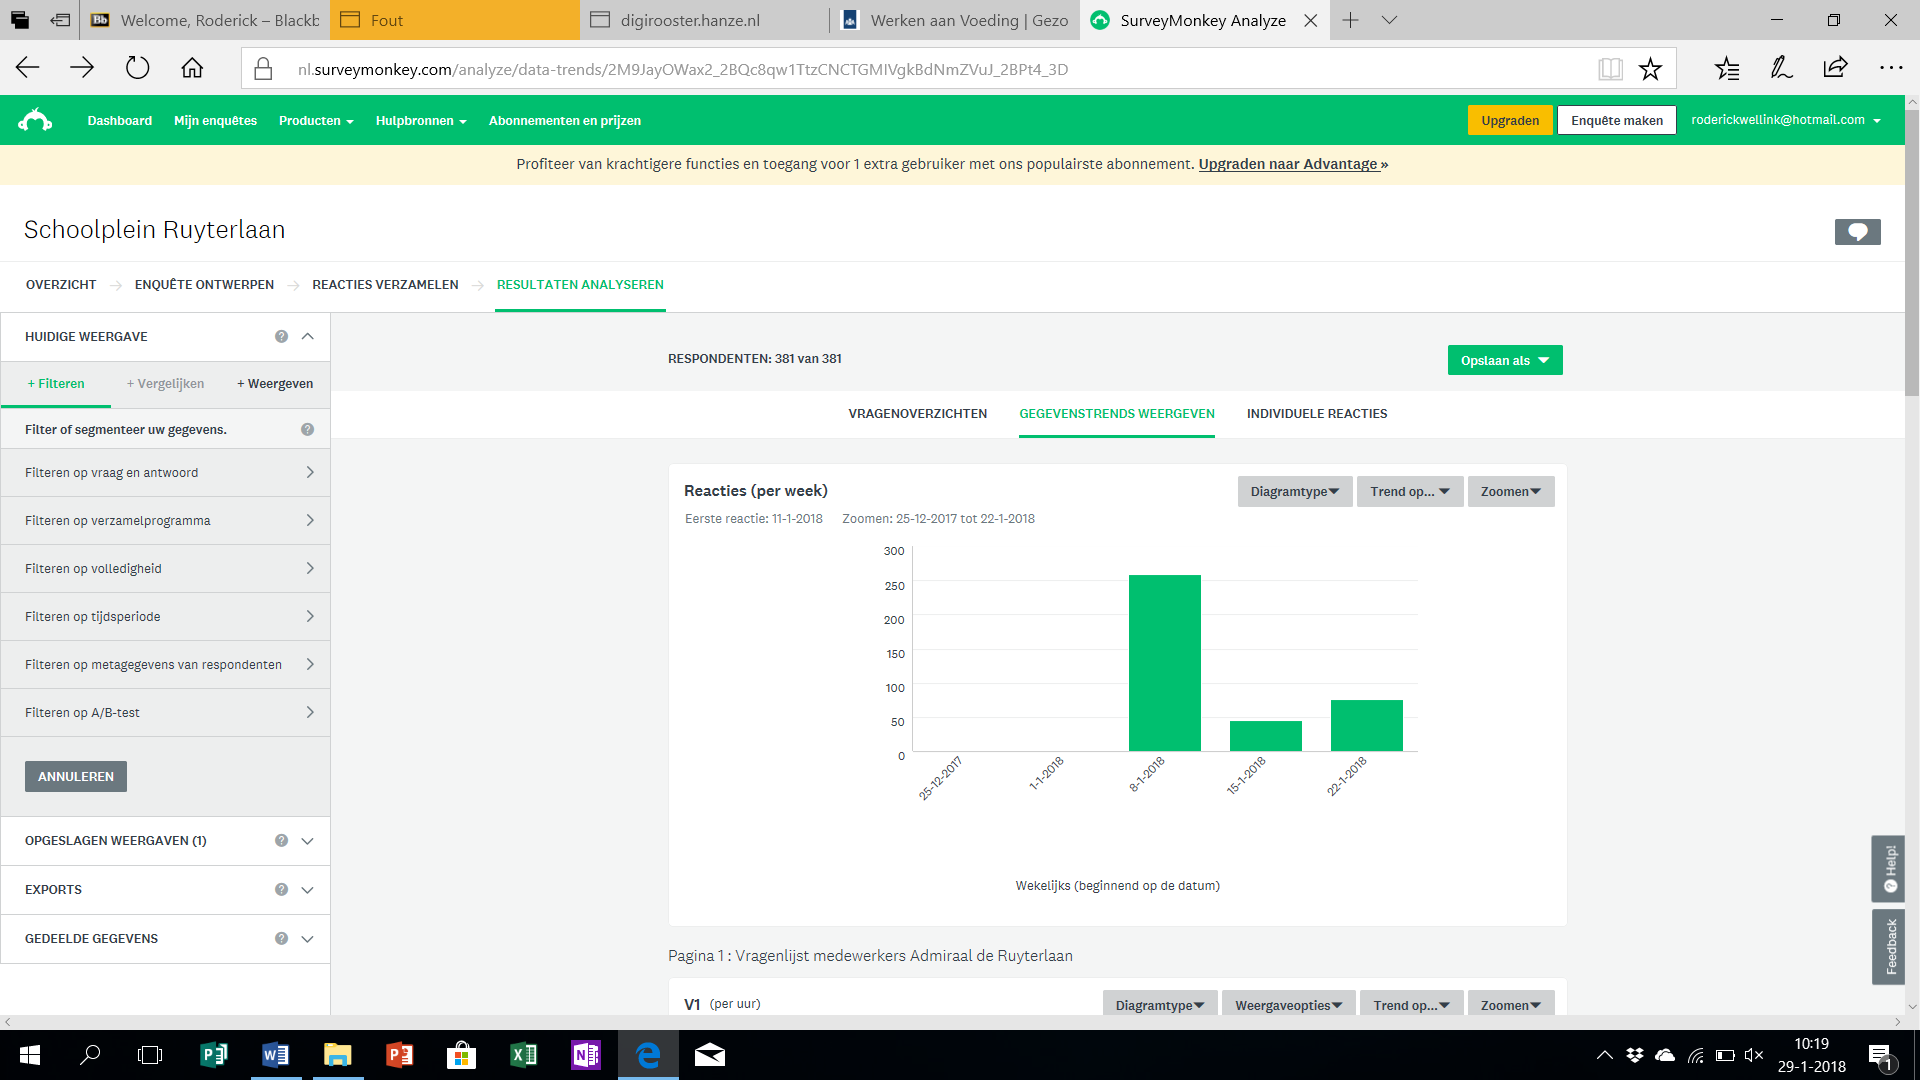 Welcome, Roderick – Blackb
Fout
digirooster.hanze.nl
Werken aan Voeding | Gezo
SurveyMonkey Analyze
nl.surveymonkey.com/analyze/data-trends/2M9JayOWax2_2BQc8qw1TtzCNCTGMIVgkBdNmZVuJ_2BPt4_3D
Dashboard Mijn enquêtes Producten Hulpbronnen Abonnementen en prijzen Upgraden Enquête maken roderickwellink@hotmail.com
Profiteer van krachtigere functies en toegang voor 1 extra gebruiker met ons populairste abonnement. Upgraden naar Advantage »
Schoolplein Ruyterlaan
OVERZICHT ENQUÊTE ONTWERPEN REACTIES VERZAMELEN RESULTATEN ANALYSEREN
HUIDIGE WEERGAVE
+ Filteren + Vergelijken + Weergeven
Filter of segmenteer uw gegevens.
Filteren op vraag en antwoord
Filteren op verzamelprogramma
Filteren op volledigheid
Filteren op tijdsperiode
Filteren op metagegevens van respondenten
Filteren op A/B-test
ANNULEREN
OPGESLAGEN WEERGAVEN (1)
EXPORTS
GEDEELDE GEGEVENS
RESPONDENTEN: 381 van 381
Opslaan als
VRAGENOVERZICHTEN GEGEVENSTRENDS WEERGEVEN INDIVIDUELE REACTIES
Reacties (per week)
Diagramtype Trend op... Zoomen
Eerste reactie: 11-1-2018 Zoomen: 25-12-2017 tot 22-1-2018
300
250
200
150
100
50
0
25-12-2017 1-1-2018 8-1-2018 15-1-2018 22-1-2018
Wekelijks (beginnend op de datum)
Pagina 1 : Vragenlijst medewerkers Admiraal de Ruyterlaan
V1 (per uur)
Diagramtype Weergaveopties Trend op... Zoomen
Help!
Feedback
10:19
29-1-2018
1